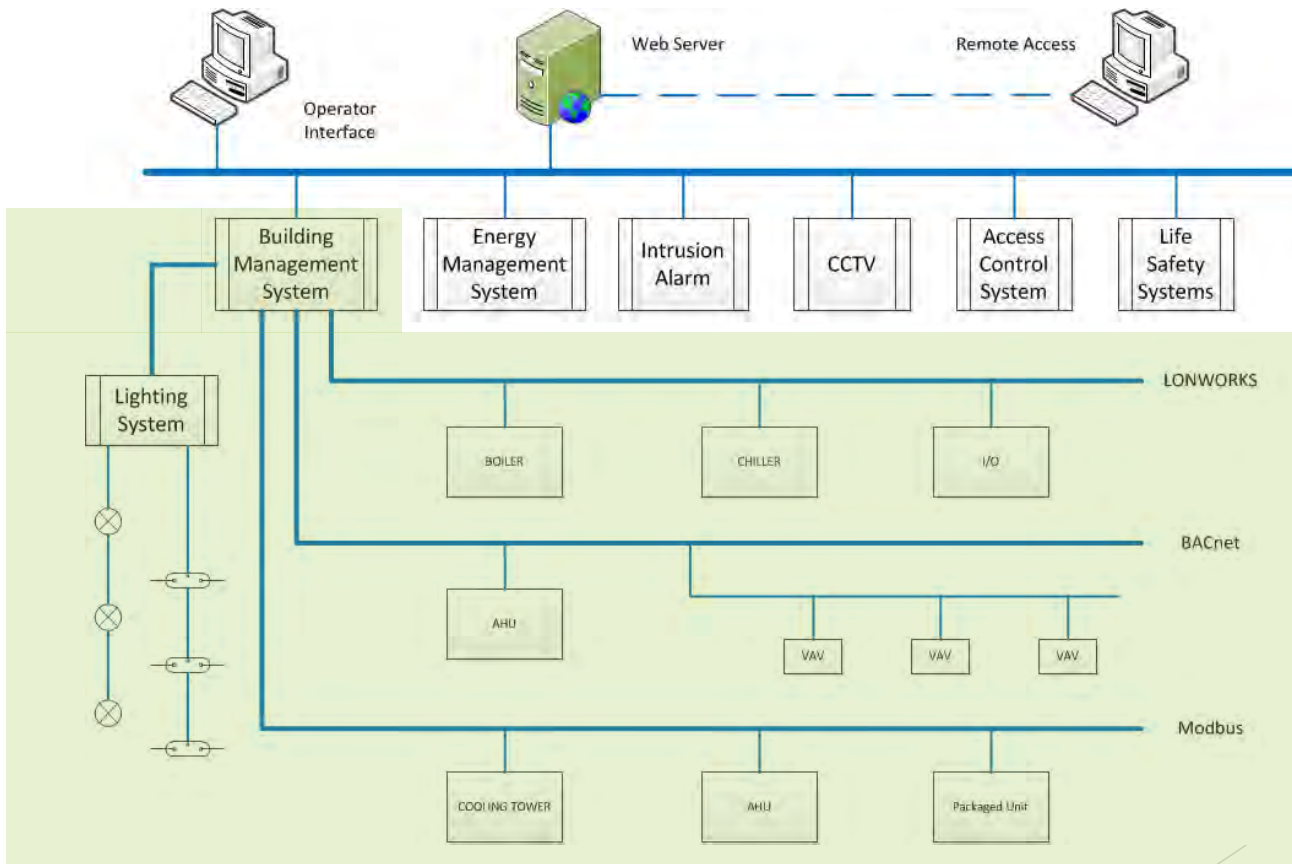 Operator
Interface
Web Server
Remote Access
Building
Management
System
Energy
Management
System
Intrusion
Alarm
CCTV
Access
Control
System
Life
Safety
Systems
Lighting
System
LONWORKS
BOILER
CHILLER
I/O
BACnet
AHU
VAV
VAV
VAV
Modbus
COOLING TOWER
AHU
Packaged Unit